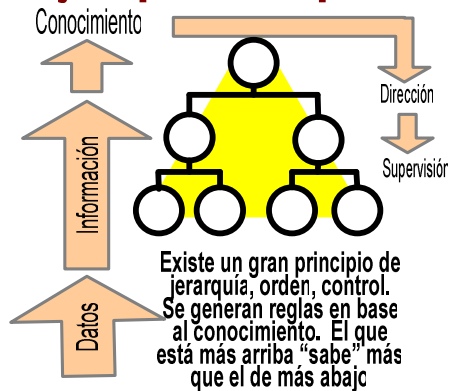 Conocimiento
Dirección
Supervisión
Información
Datos
Existe un gran principio de
jerarquía, orden, control.
Se generan reglas en base
al conocimiento. El que
está más arriba “sabe” más
que el de más abajo